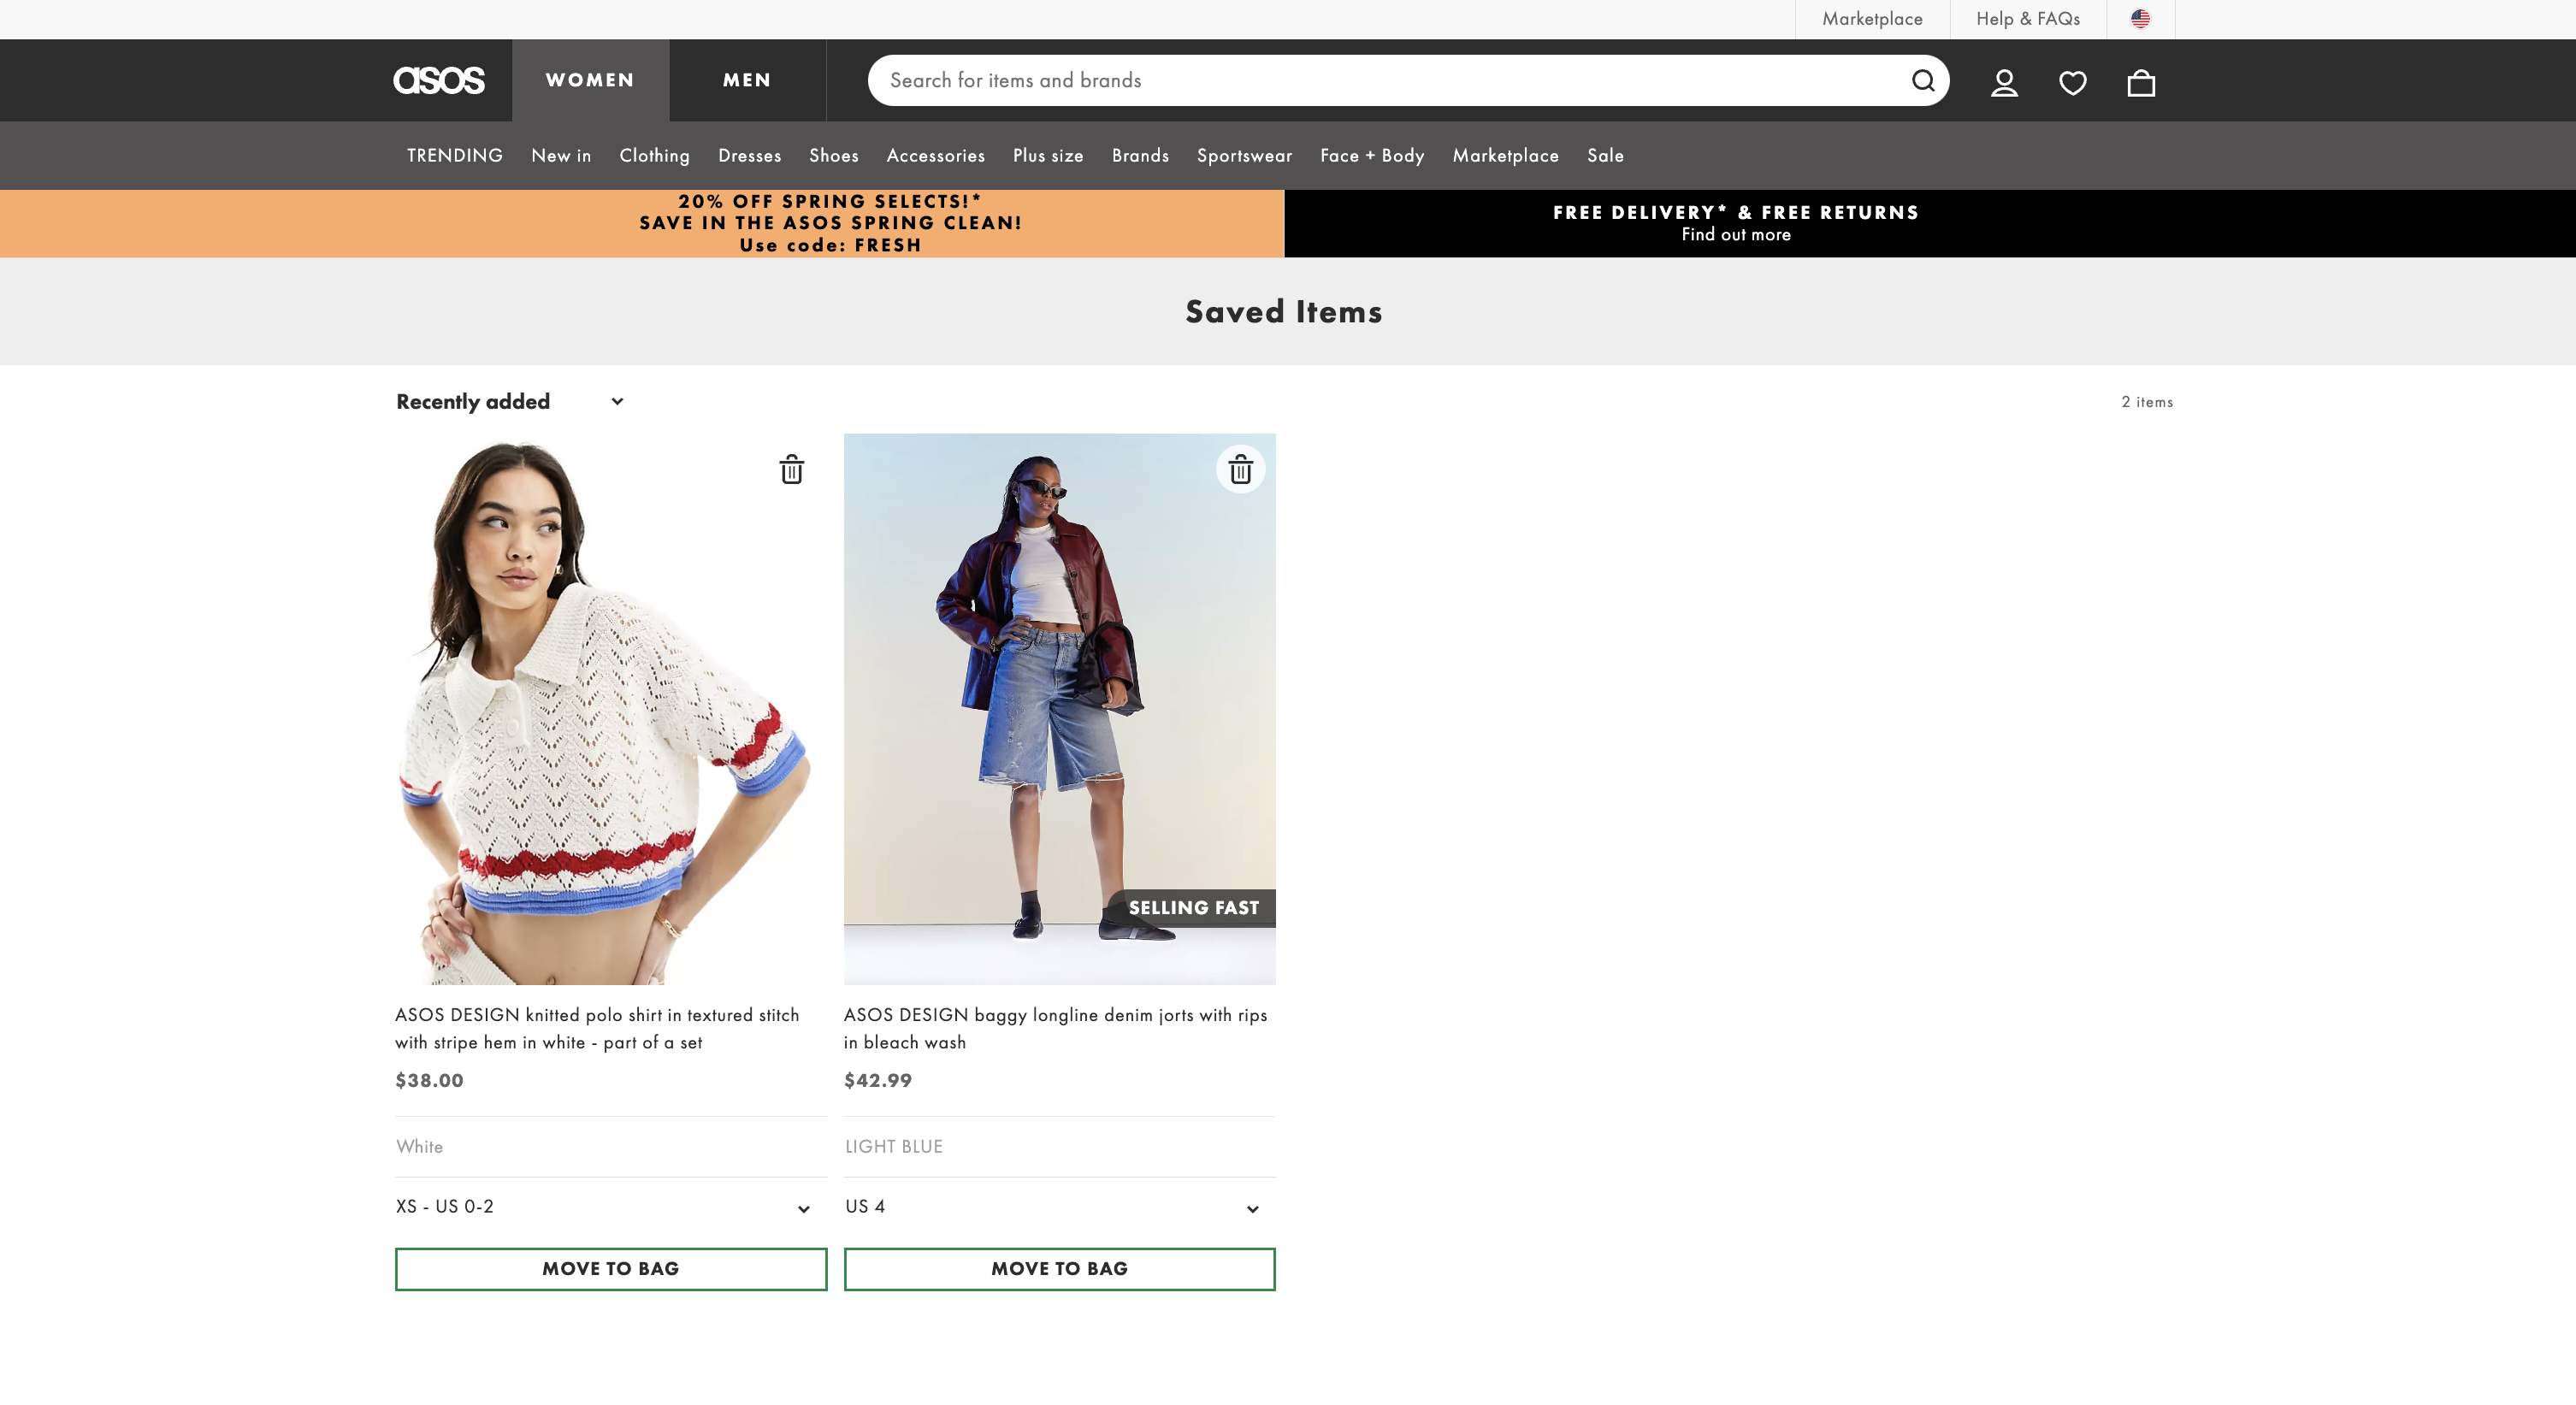 Marketplace
Help & FAQs
asos
WOMEN
MEN
Search for items and brands
TRENDING
New in
Clothing
Dresses
Shoes
Accessories
Plus size
Brands
Sportswear
Face + Body
Marketplace
Sale
20% OFF SPRING SELECTS!*
SAVE IN THE ASOS SPRING CLEAN!
Use code: FRESH
FREE DELIVERY* & FREE RETURNS
Find out more
Saved Items
Recently added
2 items
SELLING FAST
ASOS DESIGN knitted polo shirt in textured stitch
with stripe hem in white - part of a set
$38.00
White
XS - US 0-2
MOVE TO BAG
ASOS DESIGN baggy longline denim jorts with rips
in bleach wash
$42.99
LIGHT BLUE
US 4
MOVE TO BAG